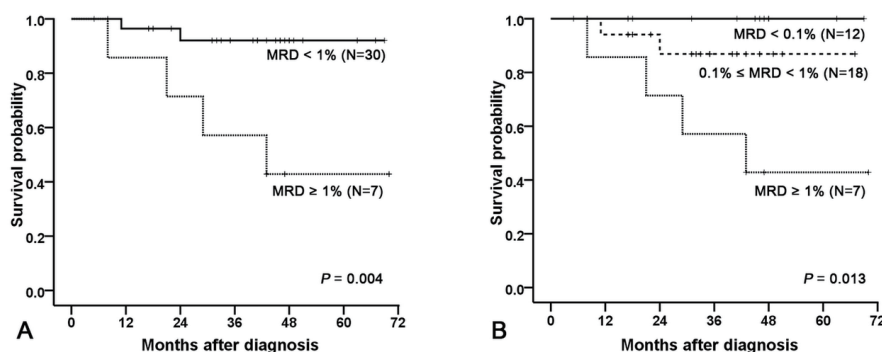 1.0
0.8
0.6
0.4
0.2
0.0
Survival probability
MRD < 1% (N=30)
MRD ≥ 1% (N=7)
P = 0.004
0 12 24 36 48 60 72
Months after diagnosis
A
1.0
0.8
0.6
0.4
0.2
0.0
Survival probability
MRD < 0.1% (N=12)
0.1% ≤ MRD < 1% (N=18)
MRD ≥ 1% (N=7)
P = 0.013
0 12 24 36 48 60 72
Months after diagnosis
B